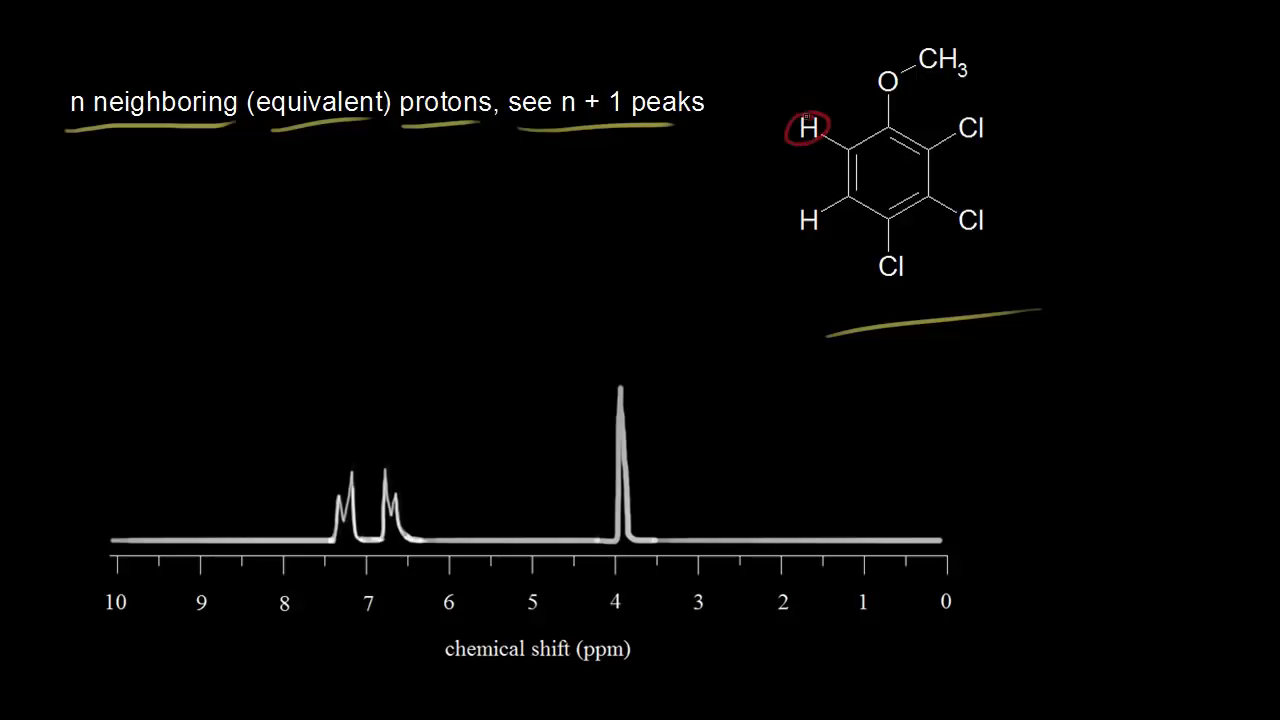 n neighboring (equivalent) protons, see n + 1 peaks
CH3
O
H
Cl
H
Cl
Cl
10 9 8 7 6 5 4 3 2 1 0
chemical shift (ppm)